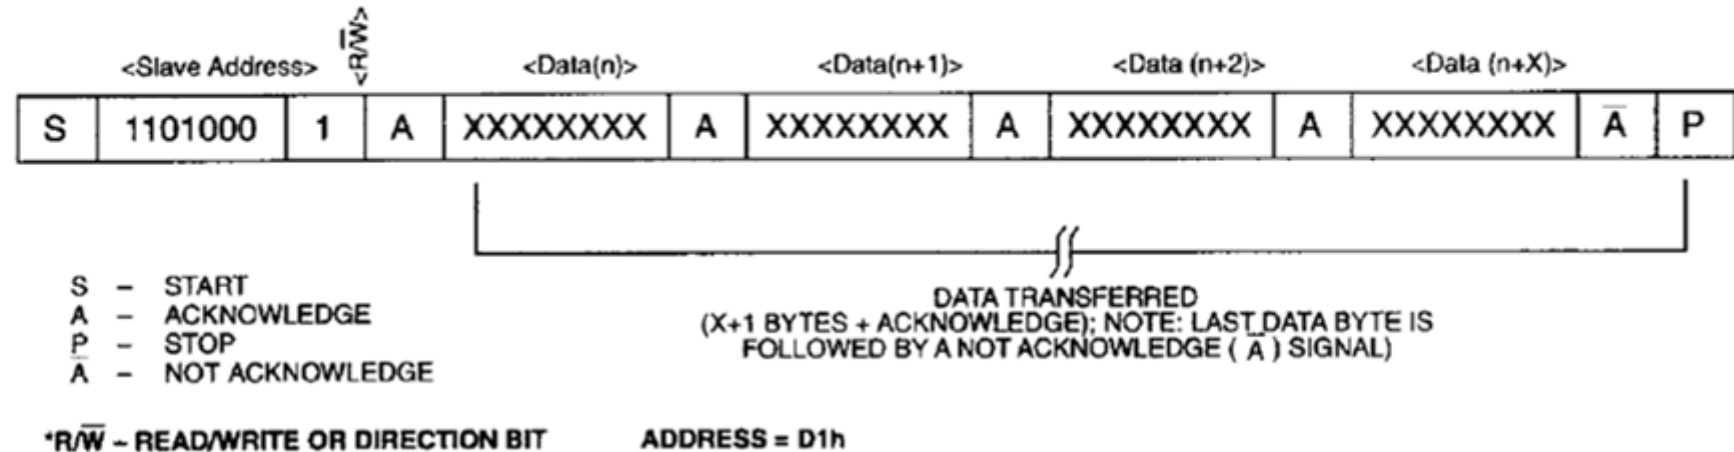 <R/W̅>
<Slave Address> <Data(n)> <Data(n+1)> <Data (n+2)> <Data (n+X)>
S 1101000 1 A XXXXXXXX A XXXXXXXX A XXXXXXXX A XXXXXXXX A̅ P
S – START
A – ACKNOWLEDGE
P – STOP
A̅ – NOT ACKNOWLEDGE
DATA TRANSFERRED
(X+1 BYTES + ACKNOWLEDGE); NOTE: LAST DATA BYTE IS
FOLLOWED BY A NOT ACKNOWLEDGE ( A̅ ) SIGNAL)
*R/W̅ – READ/WRITE OR DIRECTION BIT ADDRESS = D1h